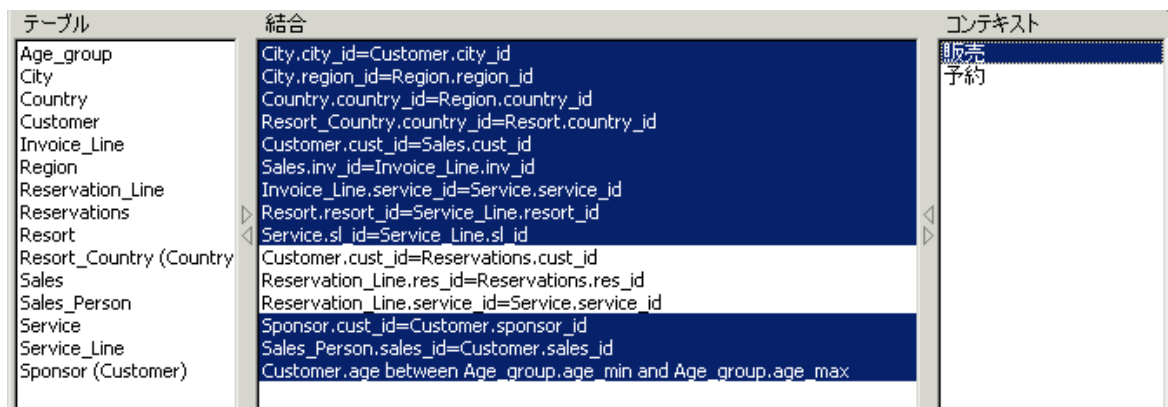 テーブル
Age_group
City
Country
Customer
Invoice_Line
Region
Reservation_Line
Reservations
Resort
Resort_Country (Country
Sales
Sales_Person
Service
Service_Line
Sponsor (Customer)
結合
City.city_id=Customer.city_id
City.region_id=Region.region_id
Country.country_id=Region.country_id
Resort_Country.country_id=Resort.country_id
Customer.cust_id=Sales.cust_id
Sales.inv_id=Invoice_Line.inv_id
Invoice_Line.service_id=Service.service_id
Resort.resort_id=Service_Line.resort_id
Service.sl_id=Service_Line.sl_id
Customer.cust_id=Reservations.cust_id
Reservation_Line.res_id=Reservations.res_id
Reservation_Line.service_id=Service.service_id
Sponsor.cust_id=Customer.sponsor_id
Sales_Person.sales_id=Customer.sales_id
Customer.age between Age_group.age_min and Age_group.age_max
コンテキスト
販売
予約